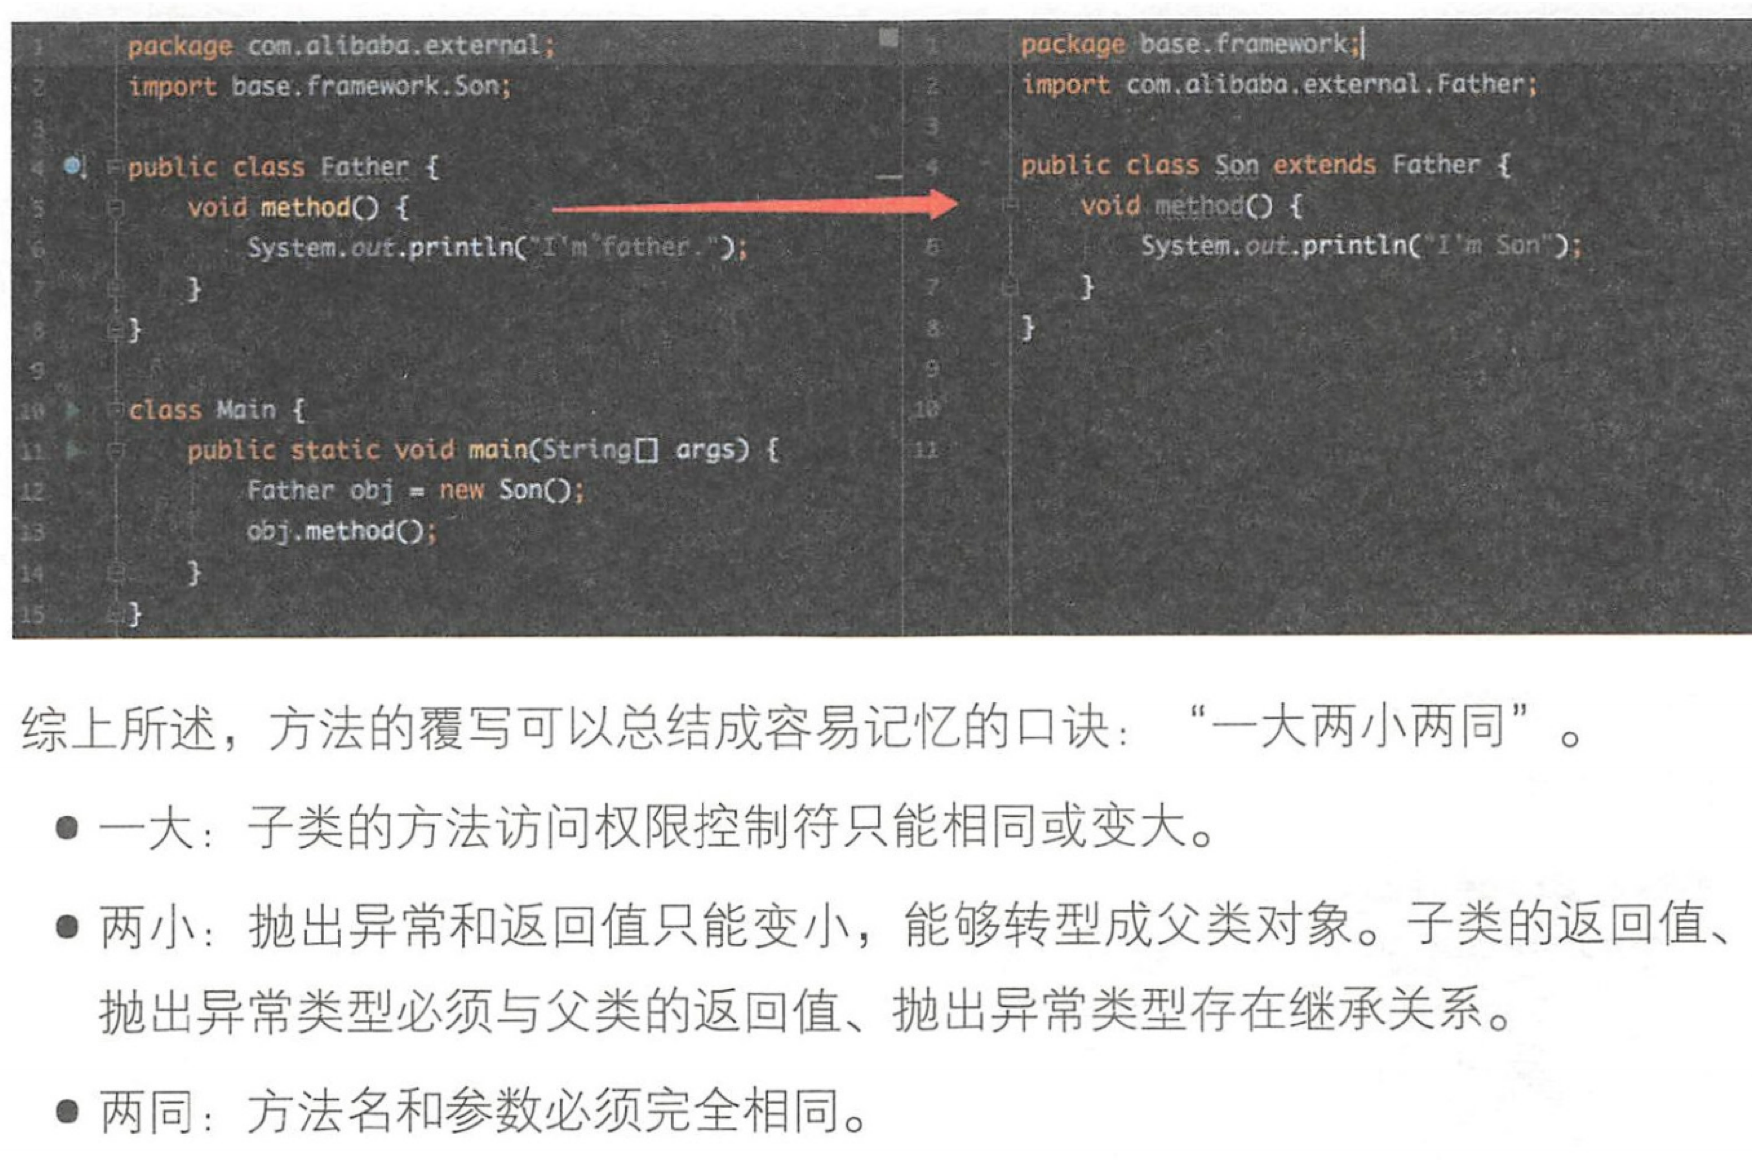 1 package com.alibaba.external;
2 import base.framework.Son;
3
4 public class Father {
5 void method() {
6 System.out.println("I'm father.");
7 }
8 }
9
10 class Main {
11 public static void main(String[] args) {
12 Father obj = new Son();
13 obj.method();
14 }
15 }
1 package base.framework;
2 import com.alibaba.external.Father;
3
4 public class Son extends Father {
void method() {
6 System.out.println("I'm Son");
7 }
8 }
9
10
11
综上所述，方法的覆写可以总结成容易记忆的口诀：“一大两小两同”。
● 一大：子类的方法访问权限控制符只能相同或变大。
● 两小：抛出异常和返回值只能变小，能够转型成父类对象。子类的返回值、
抛出异常类型必须与父类的返回值、抛出异常类型存在继承关系。
● 两同：方法名和参数必须完全相同。